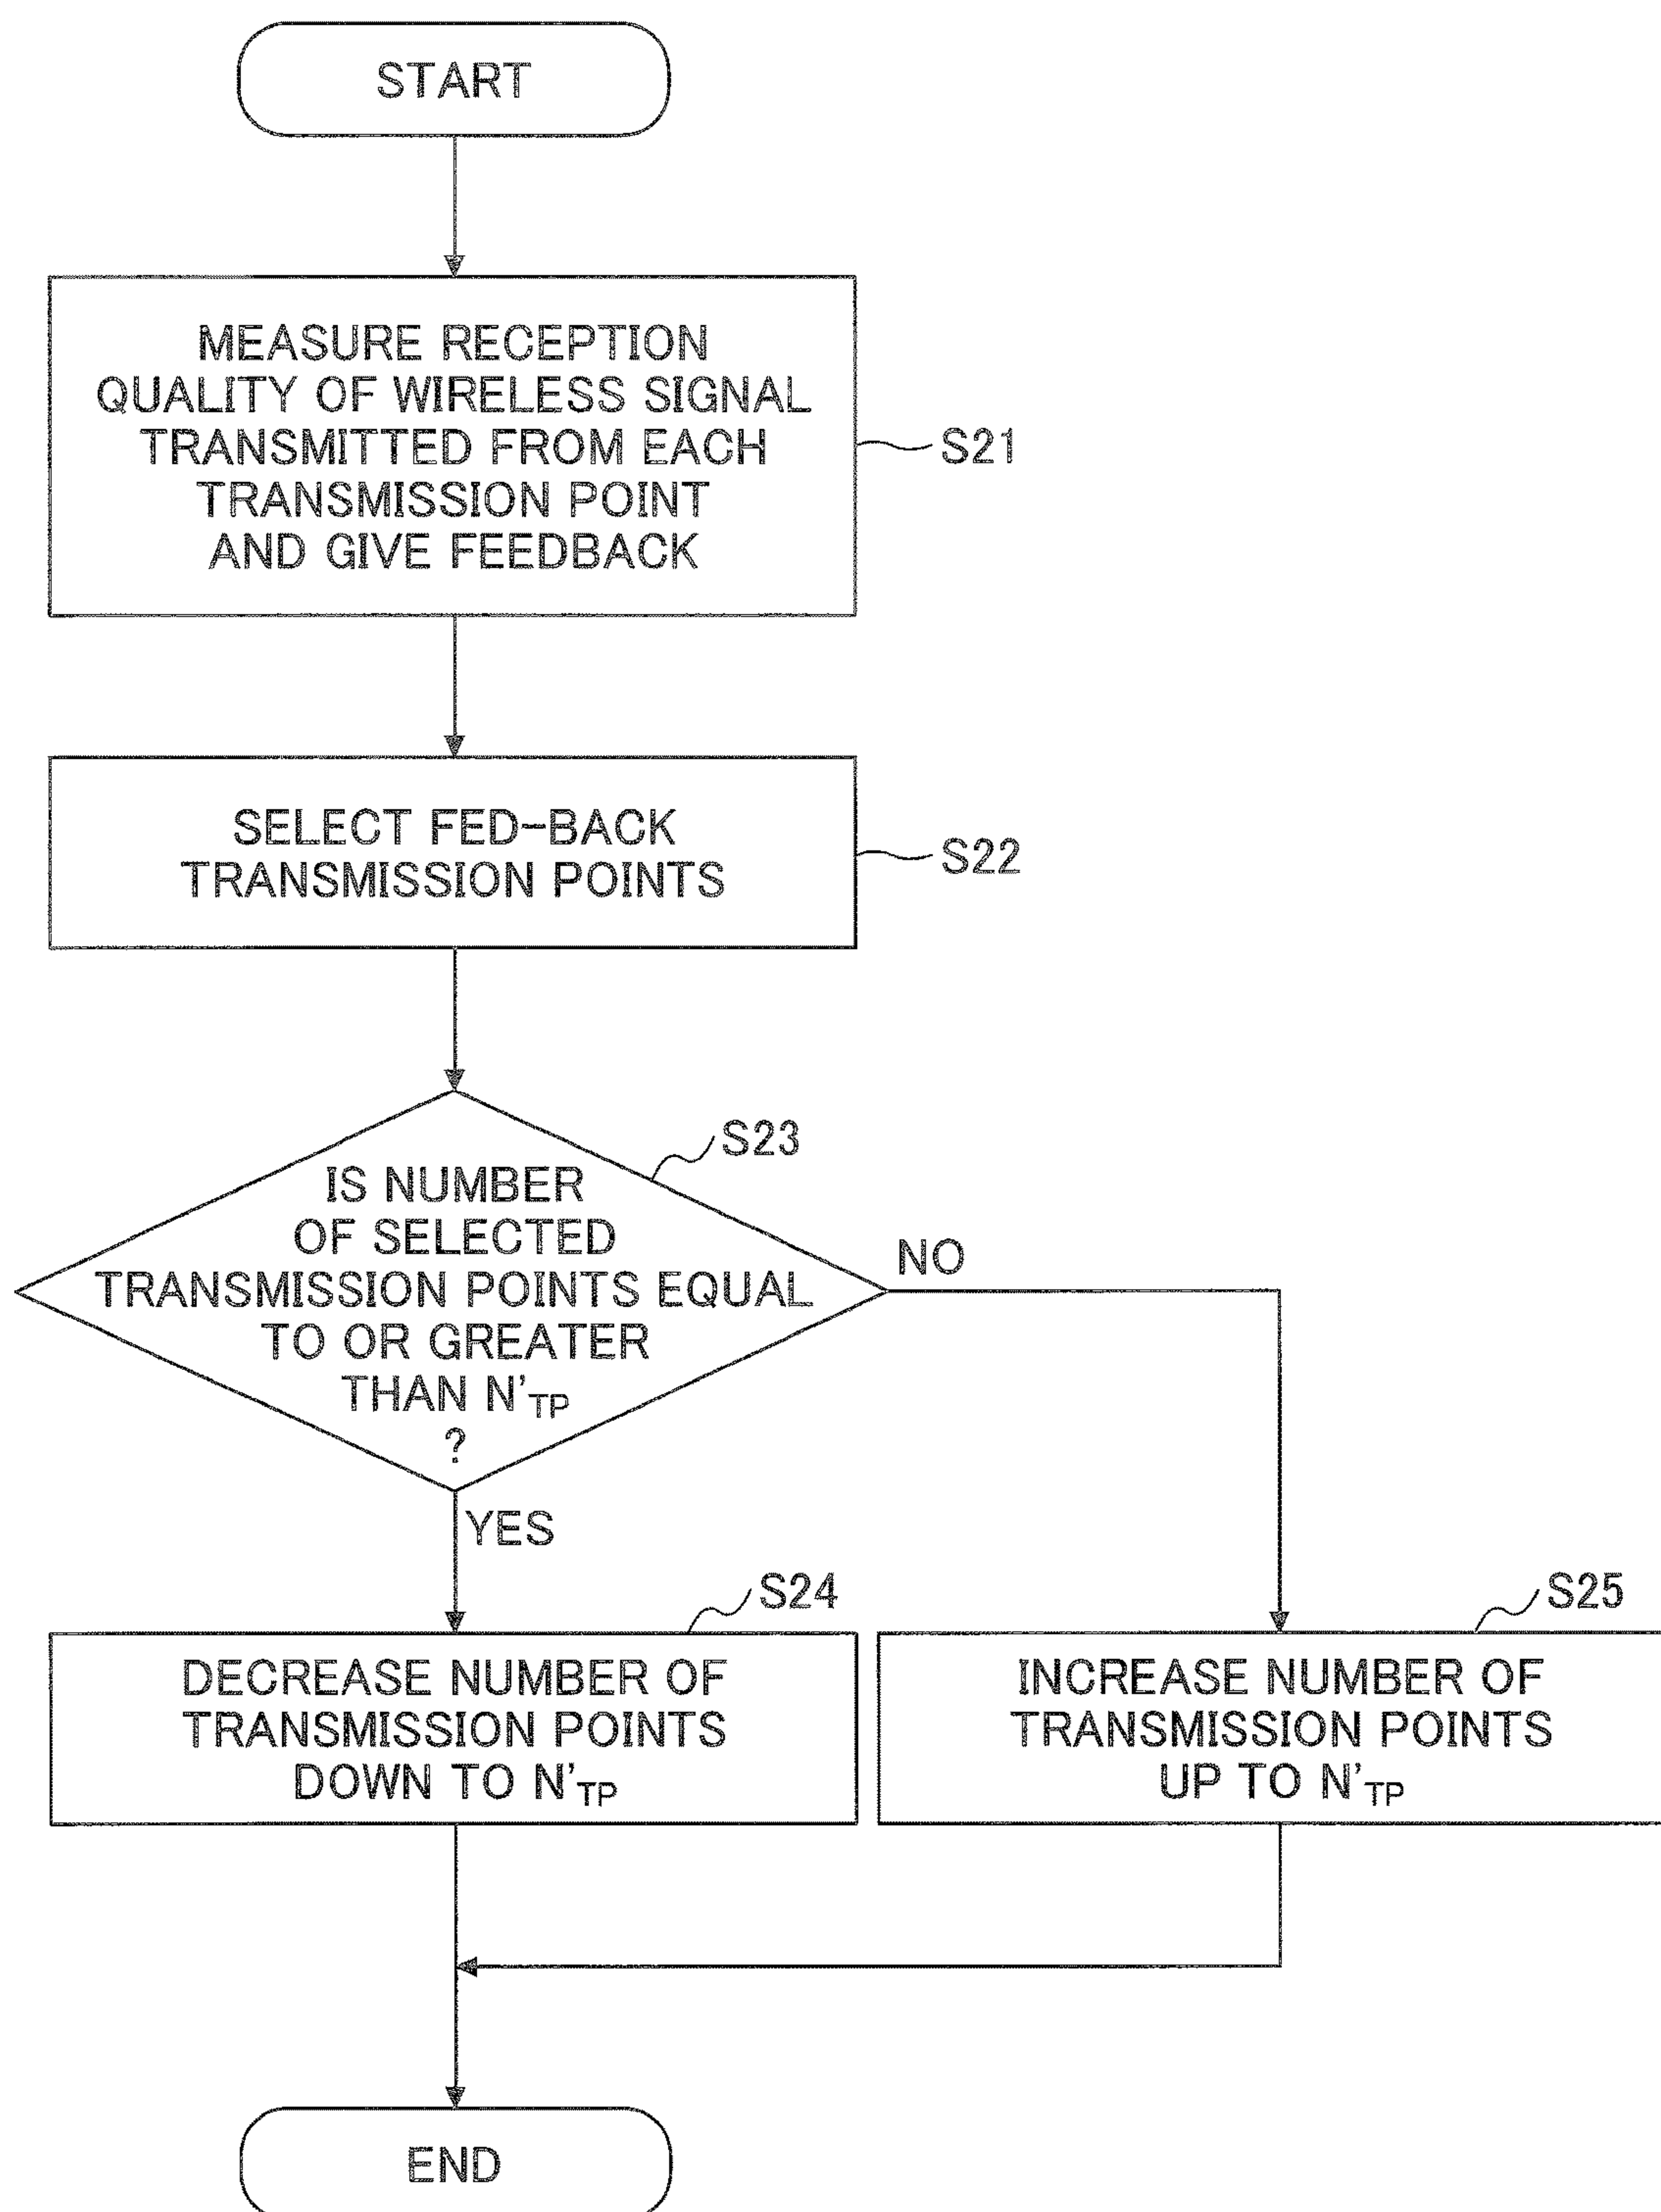 START
MEASURE RECEPTION
QUALITY OF WIRELESS SIGNAL
TRANSMITTED FROM EACH
TRANSMISSION POINT
AND GIVE FEEDBACK
S21
SELECT FED-BACK
TRANSMISSION POINTS
S22
S23
IS NUMBER
OF SELECTED
TRANSMISSION POINTS EQUAL
TO OR GREATER
THAN N'TP
?
NO
YES
S24
DECREASE NUMBER OF
TRANSMISSION POINTS
DOWN TO N'TP
S25
INCREASE NUMBER OF
TRANSMISSION POINTS
UP TO N'TP
END